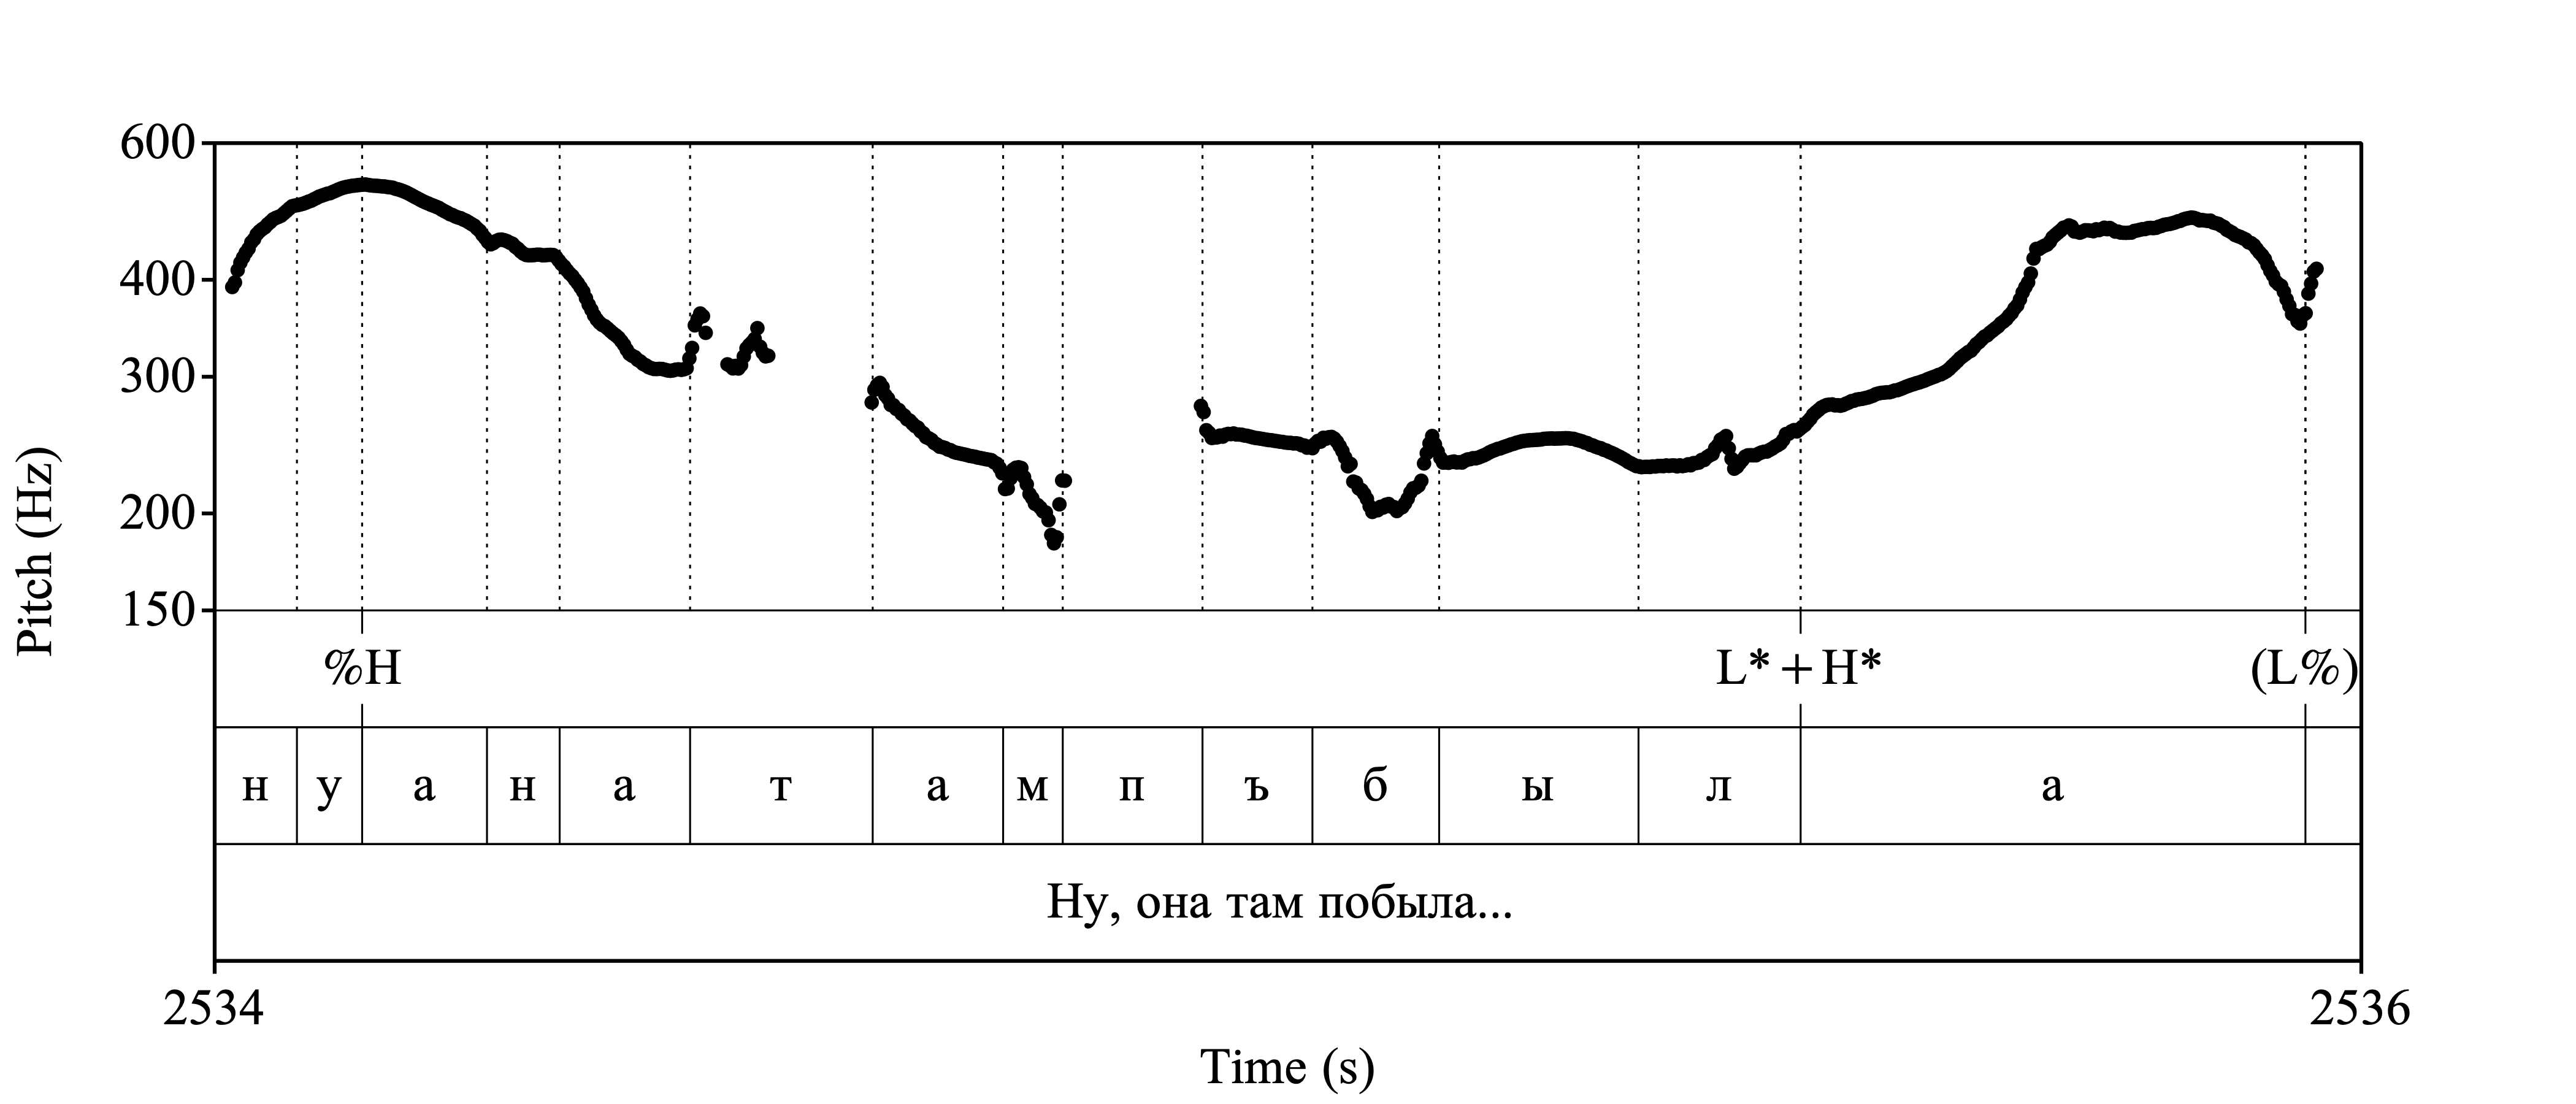 600
400
300
200
150
Pitch (Hz)
%H L*+H* (L%)
н у а н а т а м п ъ б ы л а
Ну, она там побыла...
2534 2536
Time (s)